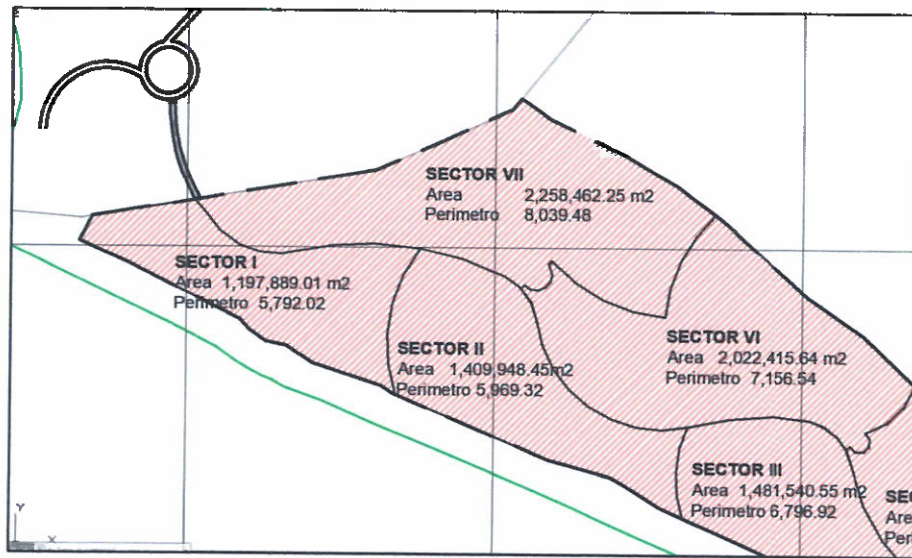 SECTOR VII
Area 2,258,462.25 m2
Perimetro 8,039.48
SECTOR I
Area 1,197,889.01 m2
Perimetro 5,792.02
SECTOR II
Area 1,409,948.45m2
Perimetro 5,969.32
SECTOR VI
Area 2,022,415.64 m2
Perimetro 7,156.54
SECTOR III
Area 1,481,540.55 m2
Perimetro 6,796.92
Y
X